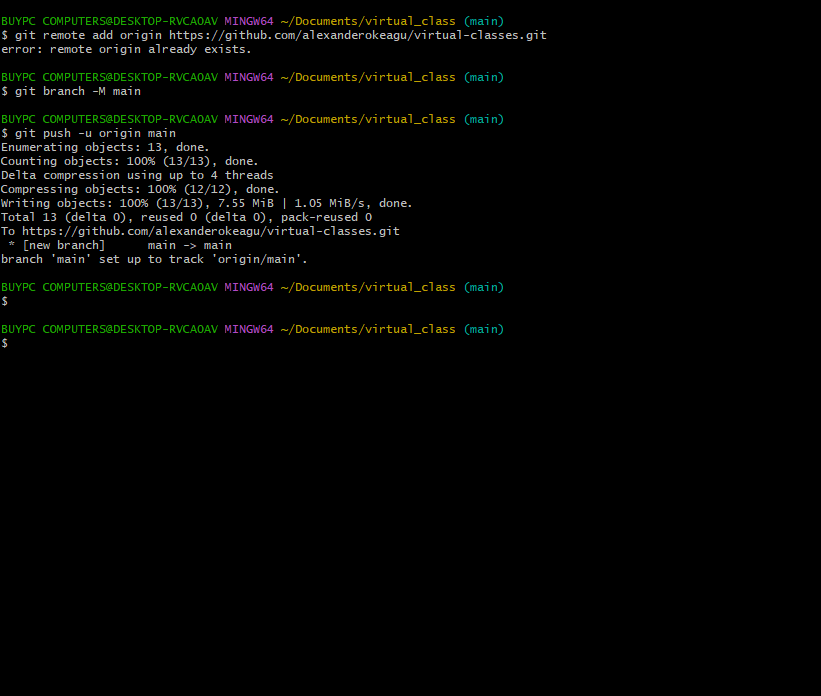 BUYPC COMPUTERS@DESKTOP-RVCAOAV MINGW64 ~/Documents/virtual_class (main)
$ git remote add origin https://github.com/alexanderokeagu/virtual-classes.git
error: remote origin already exists.
BUYPC COMPUTERS@DESKTOP-RVCAOAV MINGW64 ~/Documents/virtual_class (main)
$ git branch -M main
BUYPC COMPUTERS@DESKTOP-RVCAOAV MINGW64 ~/Documents/virtual_class (main)
$ git push -u origin main
Enumerating objects: 13, done.
Counting objects: 100% (13/13), done.
Delta compression using up to 4 threads
Compressing objects: 100% (12/12), done.
Writing objects: 100% (13/13), 7.55 MiB | 1.05 MiB/s, done.
Total 13 (delta 0), reused 0 (delta 0), pack-reused 0
To https://github.com/alexanderokeagu/virtual-classes.git
 * [new branch]      main -> main
branch 'main' set up to track 'origin/main'.
BUYPC COMPUTERS@DESKTOP-RVCAOAV MINGW64 ~/Documents/virtual_class (main)
$
BUYPC COMPUTERS@DESKTOP-RVCAOAV MINGW64 ~/Documents/virtual_class (main)
$